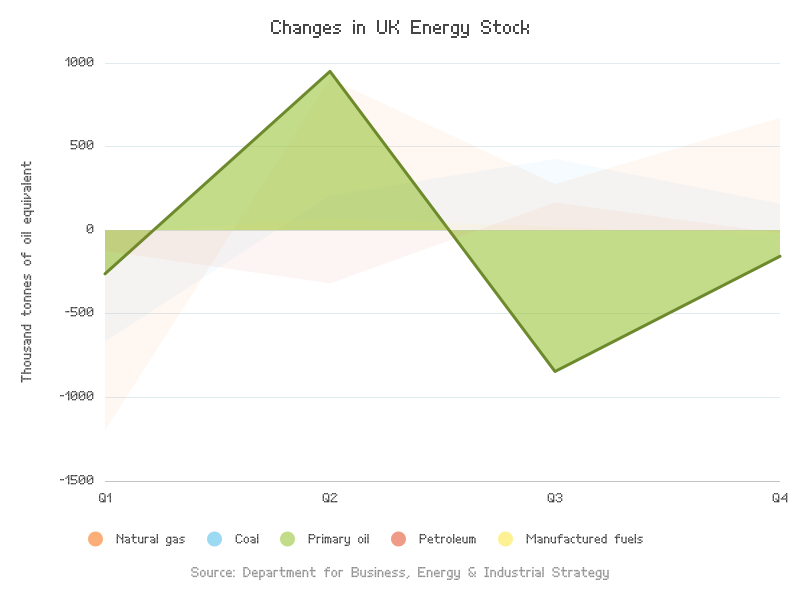 Changes in UK Energy Stock
Thousand tonnes of oil equivalent
1000
500
0
-500
-1000
-1500
Q1 Q2 Q3 Q4
Natural gas Coal Primary oil Petroleum Manufactured fuels
Source: Department for Business, Energy & Industrial Strategy